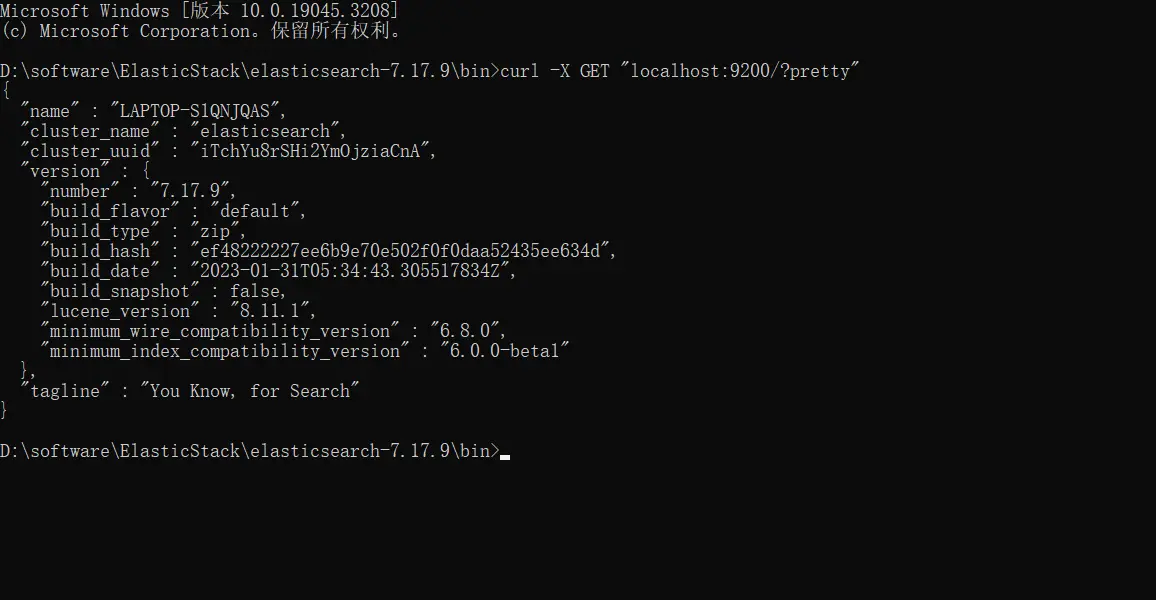 Microsoft Windows [版本 10.0.19045.3208]
(c) Microsoft Corporation。保留所有权利。
D:\software\ElasticStack\elasticsearch-7.17.9\bin>curl -X GET "localhost:9200/?pretty"
{
  "name" : "LAPTOP-S1QNJQAS",
  "cluster_name" : "elasticsearch",
  "cluster_uuid" : "iTchYu8rSHi2YmOjziaCnA",
  "version" : {
    "number" : "7.17.9",
    "build_flavor" : "default",
    "build_type" : "zip",
    "build_hash" : "ef48222227ee6b9e70e502f0f0daa52435ee634d",
    "build_date" : "2023-01-31T05:34:43.305517834Z",
    "build_snapshot" : false,
    "lucene_version" : "8.11.1",
    "minimum_wire_compatibility_version" : "6.8.0",
    "minimum_index_compatibility_version" : "6.0.0-beta1"
  },
  "tagline" : "You Know, for Search"
}
D:\software\ElasticStack\elasticsearch-7.17.9\bin>